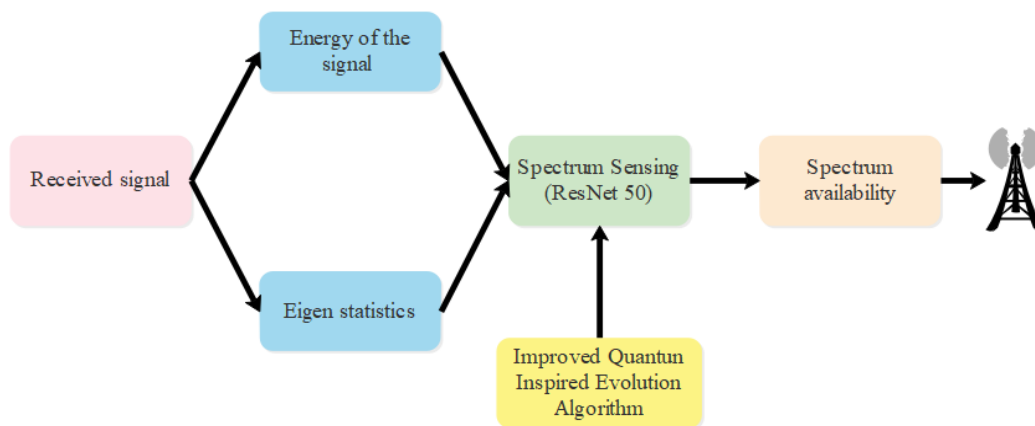 Energy of the
signal
Received signal
Spectrum Sensing
(ResNet 50)
Spectrum
availability
Eigen statistics
Improved Quantun
Inspired Evolution
Algorithm